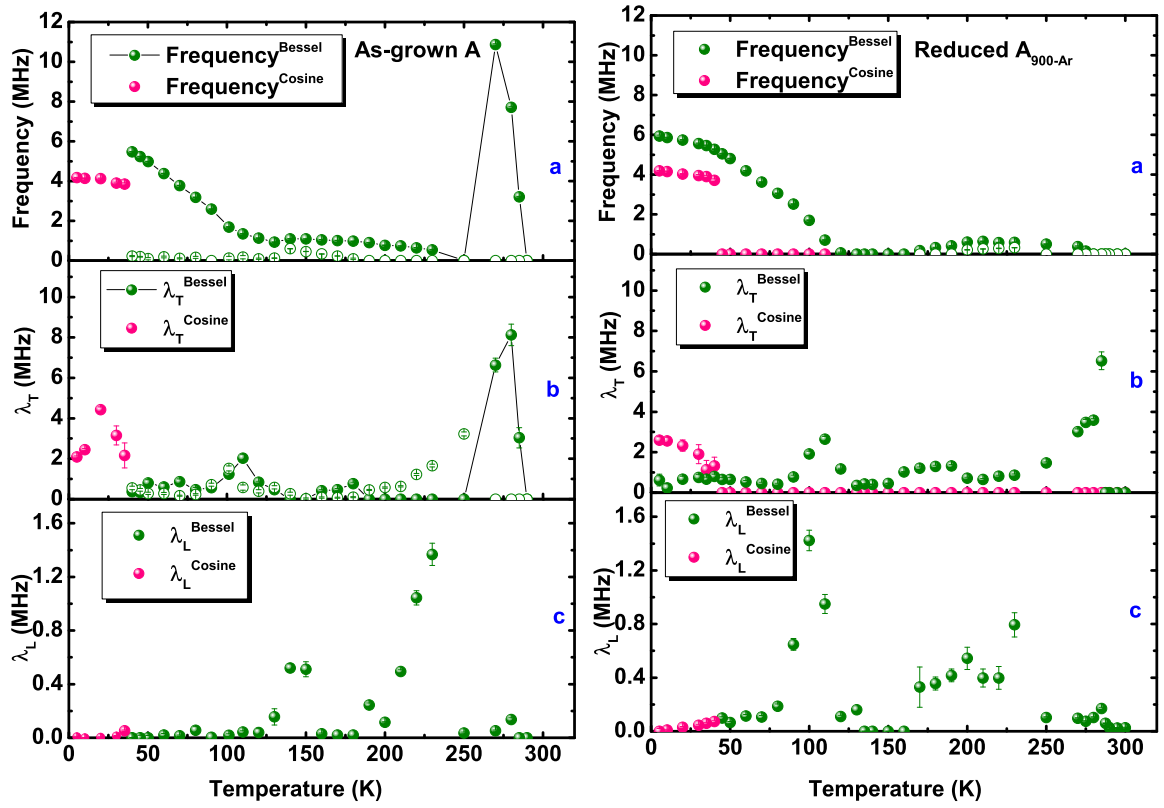 Frequency (MHz)
12
10
8
6
4
2
0
Frequency^Bessel
Frequency^Cosine
As-grown A
a
λ_T (MHz)
10
8
6
4
2
0
λ_T^Bessel
λ_T^Cosine
b
λ_L (MHz)
1.6
1.2
0.8
0.4
0.0
λ_L^Bessel
λ_L^Cosine
c
0 50 100 150 200 250 300
Temperature (K)
Frequency (MHz)
12
10
8
6
4
2
0
Frequency^Bessel
Frequency^Cosine
Reduced A_900-Ar
a
λ_T (MHz)
10
8
6
4
2
0
λ_T^Bessel
λ_T^Cosine
b
λ_L (MHz)
1.6
1.2
0.8
0.4
0.0
λ_L^Bessel
λ_L^Cosine
c
0 50 100 150 200 250 300
Temperature (K)